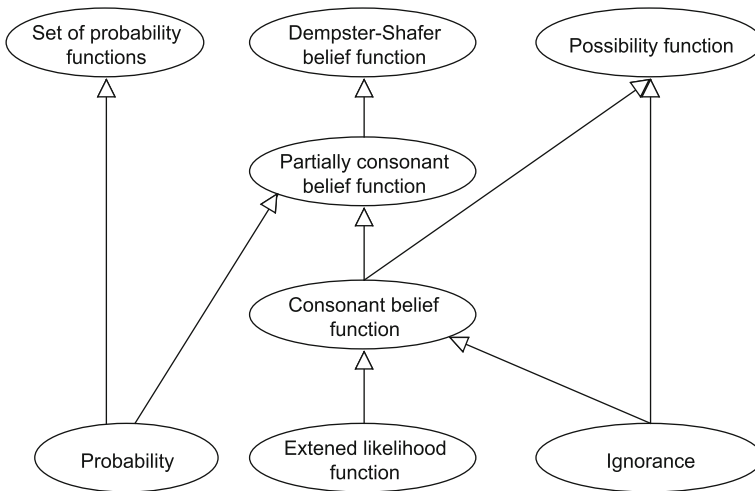 Set of probability
functions
Dempster-Shafer
belief function
Possibility function
Partially consonant
belief function
Consonant belief
function
Probability
Extened likelihood
function
Ignorance